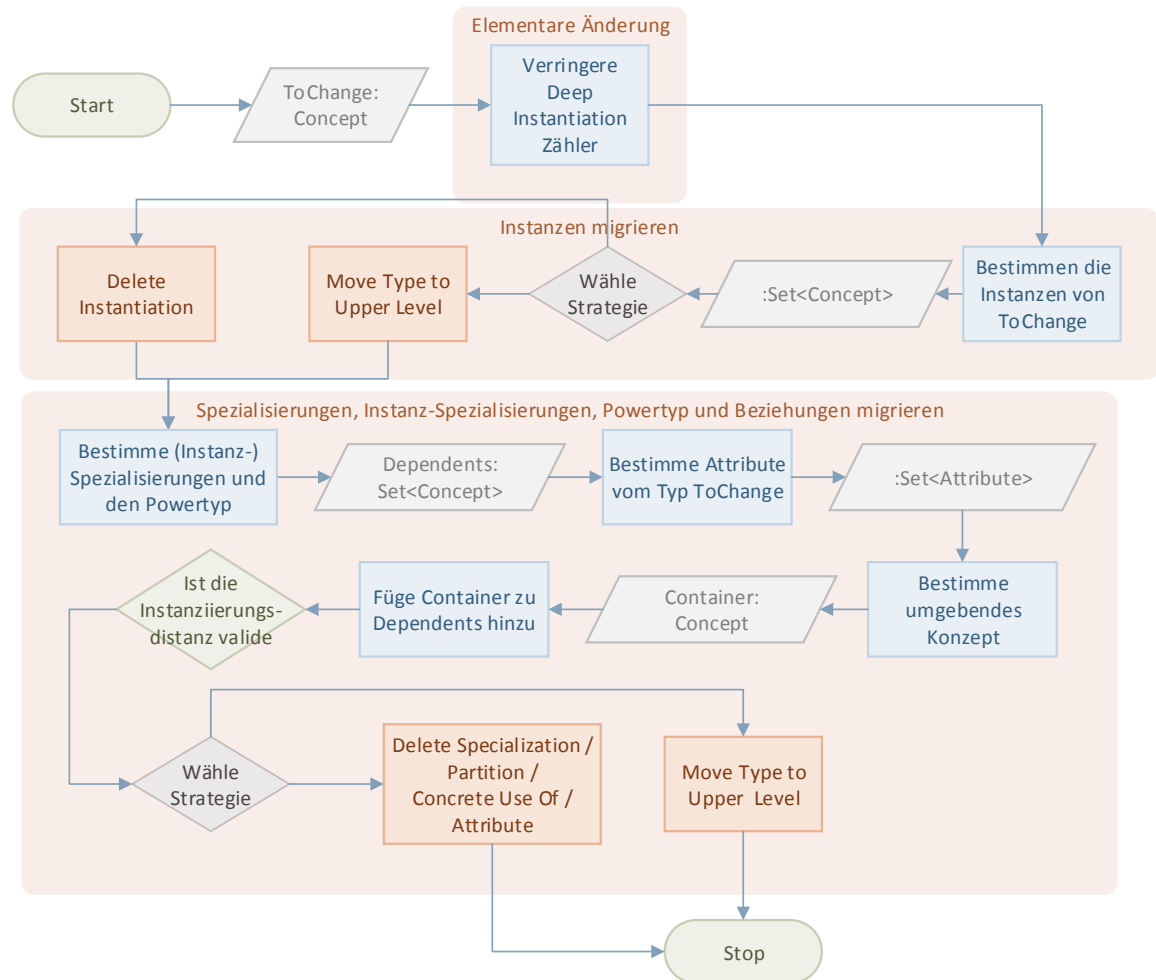 Elementare Änderung
Start
ToChange:
Concept
Verringere
Deep
Instantiation
Zähler
Instanzen migrieren
Delete
Instantiation
Move Type to
Upper Level
Wähle
Strategie
:Set<Concept>
Bestimmen die
Instanzen von
ToChange
Spezialisierungen, Instanz-Spezialisierungen, Powertyp und Beziehungen migrieren
Bestimme (Instanz-)
Spezialisierungen und
den Powertyp
Dependents:
Set<Concept>
Bestimme Attribute
vom Typ ToChange
:Set<Attribute>
Ist die
Instanziierungs-
distanz valide
Füge Container zu
Dependents hinzu
Container:
Concept
Bestimme
umgebendes
Konzept
Wähle
Strategie
Delete Specialization /
Partition /
Concrete Use Of /
Attribute
Move Type to
Upper Level
Stop